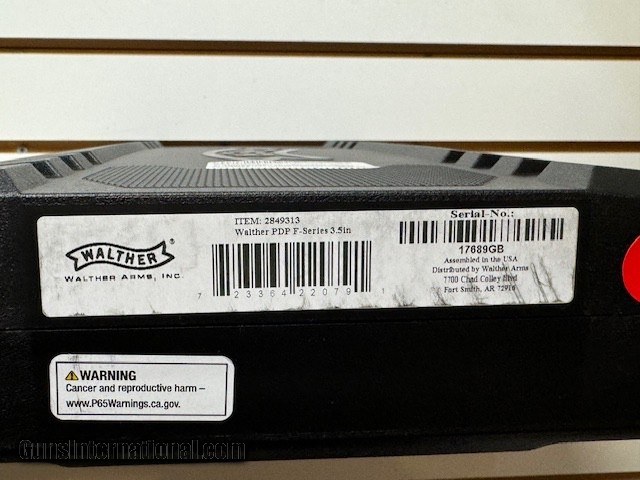 WALTHER®
WALTHER ARMS, INC.
ITEM: 2849313
Walther PDP F-Series 3.5in
7 23364 22079 1
Serial-No.:
17689GB
Assembled in the USA
Distributed by Walther Arms
7700 Chad Colley Blvd
Fort Smith, AR 72916
⚠WARNING
Cancer and reproductive harm –
www.P65Warnings.ca.gov.
GunsInternational.com